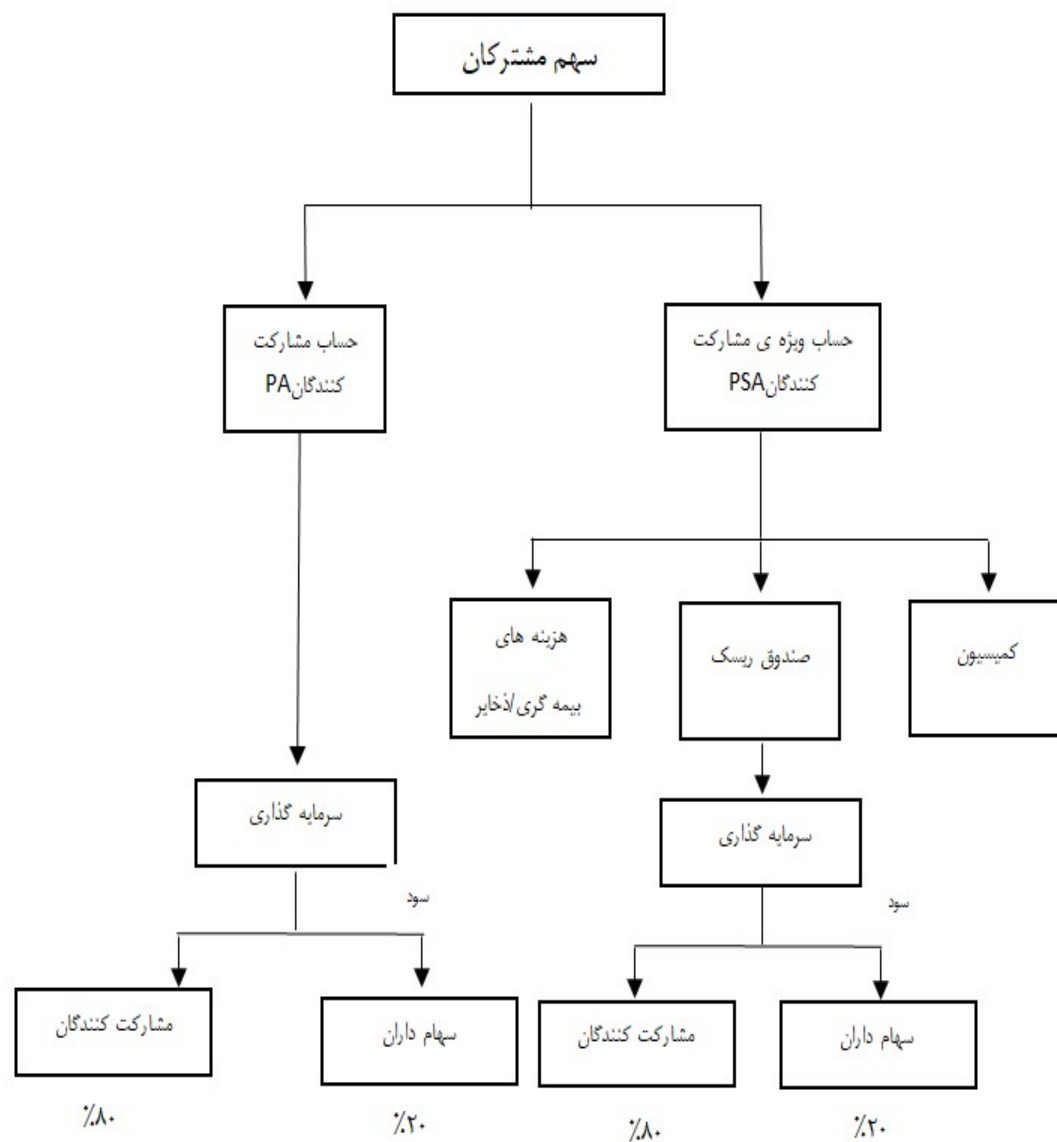 سهم مشترکان
حساب ویژه ی مشارکت
کنندگانPSA
حساب مشارکت
کنندگانPA
کمیسیون
صندوق ریسک
هزینه های
بیمه گری/ذخایر
سرمایه گذاری
سرمایه گذاری
سود
سود
سهام داران
مشارکت کنندگان
سهام داران
مشارکت کنندگان
٪۲۰
٪۸۰
٪۲۰
٪۸۰